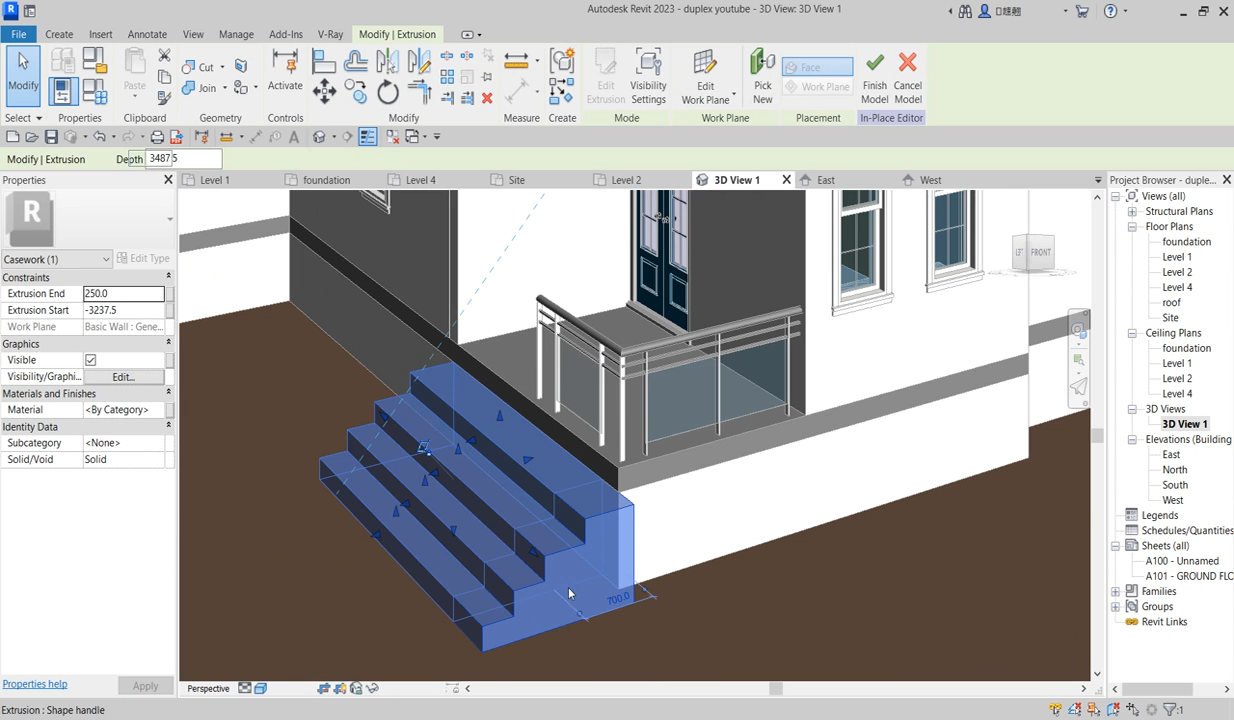 Autodesk Revit 2023 - duplex youtube - 3D View: 3D View 1
File Create Insert Annotate View Manage Add-Ins V-Ray Modify | Extrusion
Modify
Paste
Cut
Join
Activate
Edit Extrusion
Visibility Settings
Edit Work Plane
Pick New
Face
Work Plane
Finish Model
Cancel Model
Select Properties Clipboard Geometry Controls Modify Measure Create Mode Work Plane Placement In-Place Editor
Modify | Extrusion Depth 3487.5
Properties
Level 1 foundation Level 4 Site Level 2 3D View 1 East West
Casework (1) Edit Type
Constraints
Extrusion End 250.0
Extrusion Start -3237.5
Work Plane Basic Wall : Gene...
Graphics
Visible
Visibility/Graphi... Edit...
Materials and Finishes
Material <By Category>
Identity Data
Subcategory <None>
Solid/Void Solid
Properties help Apply
FRONT
700.0
Perspective
Project Browser - duple...
Views (all)
Structural Plans
Floor Plans
foundation
Level 1
Level 2
Level 4
roof
Site
Ceiling Plans
foundation
Level 1
Level 2
Level 4
3D Views
3D View 1
Elevations (Building
East
North
South
West
Legends
Schedules/Quantities
Sheets (all)
A100 - Unnamed
A101 - GROUND FLC
Families
Groups
Revit Links
Extrusion : Shape handle
:1